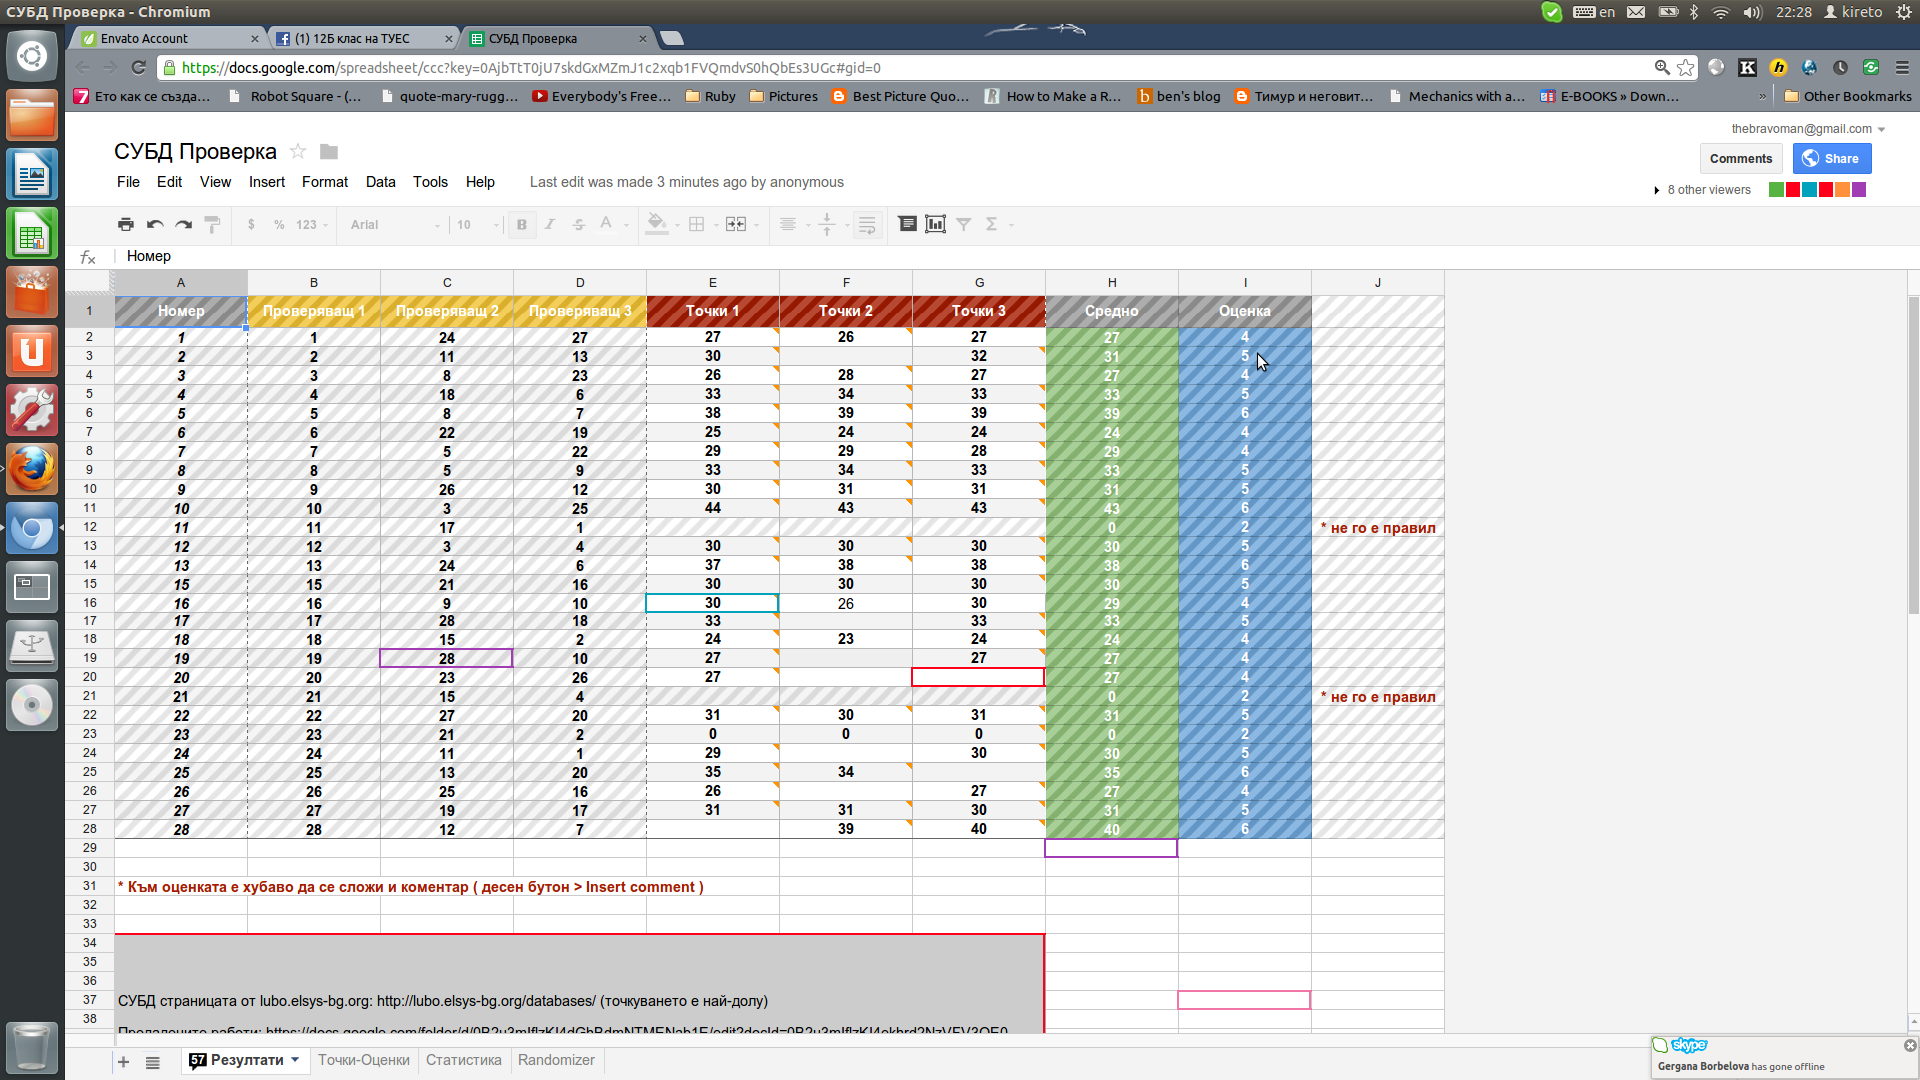 СУБД Проверка - Chromium
en 22:28 kireto
Envato Account
(1) 12Б клас на ТУЕС
СУБД Проверка
https://docs.google.com/spreadsheet/ccc?key=0AjbTtT0jU7skdGxMZmJ1c2xqb1FVQmdvS0hQbEs3UGc#gid=0
Ето как се създа... Robot Square - (... quote-mary-rugg... Everybody's Free... Ruby Pictures Best Picture Quo... How to Make a R... ben's blog Тимур и неговит... Mechanics with a... E-BOOKS » Down... » Other Bookmarks
thebravoman@gmail.com
СУБД Проверка
Comments Share
File Edit View Insert Format Data Tools Help Last edit was made 3 minutes ago by anonymous
8 other viewers
$ % 123 Arial 10 B I S A Σ
fx Номер
A B C D E F G H I J
1 Номер Проверяващ 1 Проверяващ 2 Проверяващ 3 Точки 1 Точки 2 Точки 3 Средно Оценка
2 1 1 24 27 27 26 27 27 4
3 2 2 11 13 30 32 31 5
4 3 3 8 23 26 28 27 27 4
5 4 4 18 6 33 34 33 33 5
6 5 5 8 7 38 39 39 39 6
7 6 6 22 19 25 24 24 24 4
8 7 7 5 22 29 29 28 29 4
9 8 8 5 9 33 34 33 33 5
10 9 9 26 12 30 31 31 31 5
11 10 10 3 25 44 43 43 43 6
12 11 11 17 1 0 2 * не го е правил
13 12 12 3 4 30 30 30 30 5
14 13 13 24 6 37 38 38 38 6
15 15 15 21 16 30 30 30 30 5
16 16 16 9 10 30 26 30 29 4
17 17 17 28 18 33 33 33 5
18 18 18 15 2 24 23 24 24 4
19 19 19 28 10 27 27 27 4
20 20 20 23 26 27 27 4
21 21 21 15 4 0 2 * не го е правил
22 22 22 27 20 31 30 31 31 5
23 23 23 21 2 0 0 0 0 2
24 24 24 11 1 29 30 30 5
25 25 25 13 20 35 34 35 6
26 26 26 25 16 26 27 27 4
27 27 27 19 17 31 31 30 31 5
28 28 28 12 7 39 40 40 6
29
30
31 * Към оценката е хубаво да се сложи и коментар ( десен бутон > Insert comment )
32
33
34
35
36
37 СУБД страницата от lubo.elsys-bg.org: http://lubo.elsys-bg.org/databases/ (точкуването е най-долу)
38
57 Резултати Точки-Оценки Статистика Randomizer
skype
Gergana Borbelova has gone offline